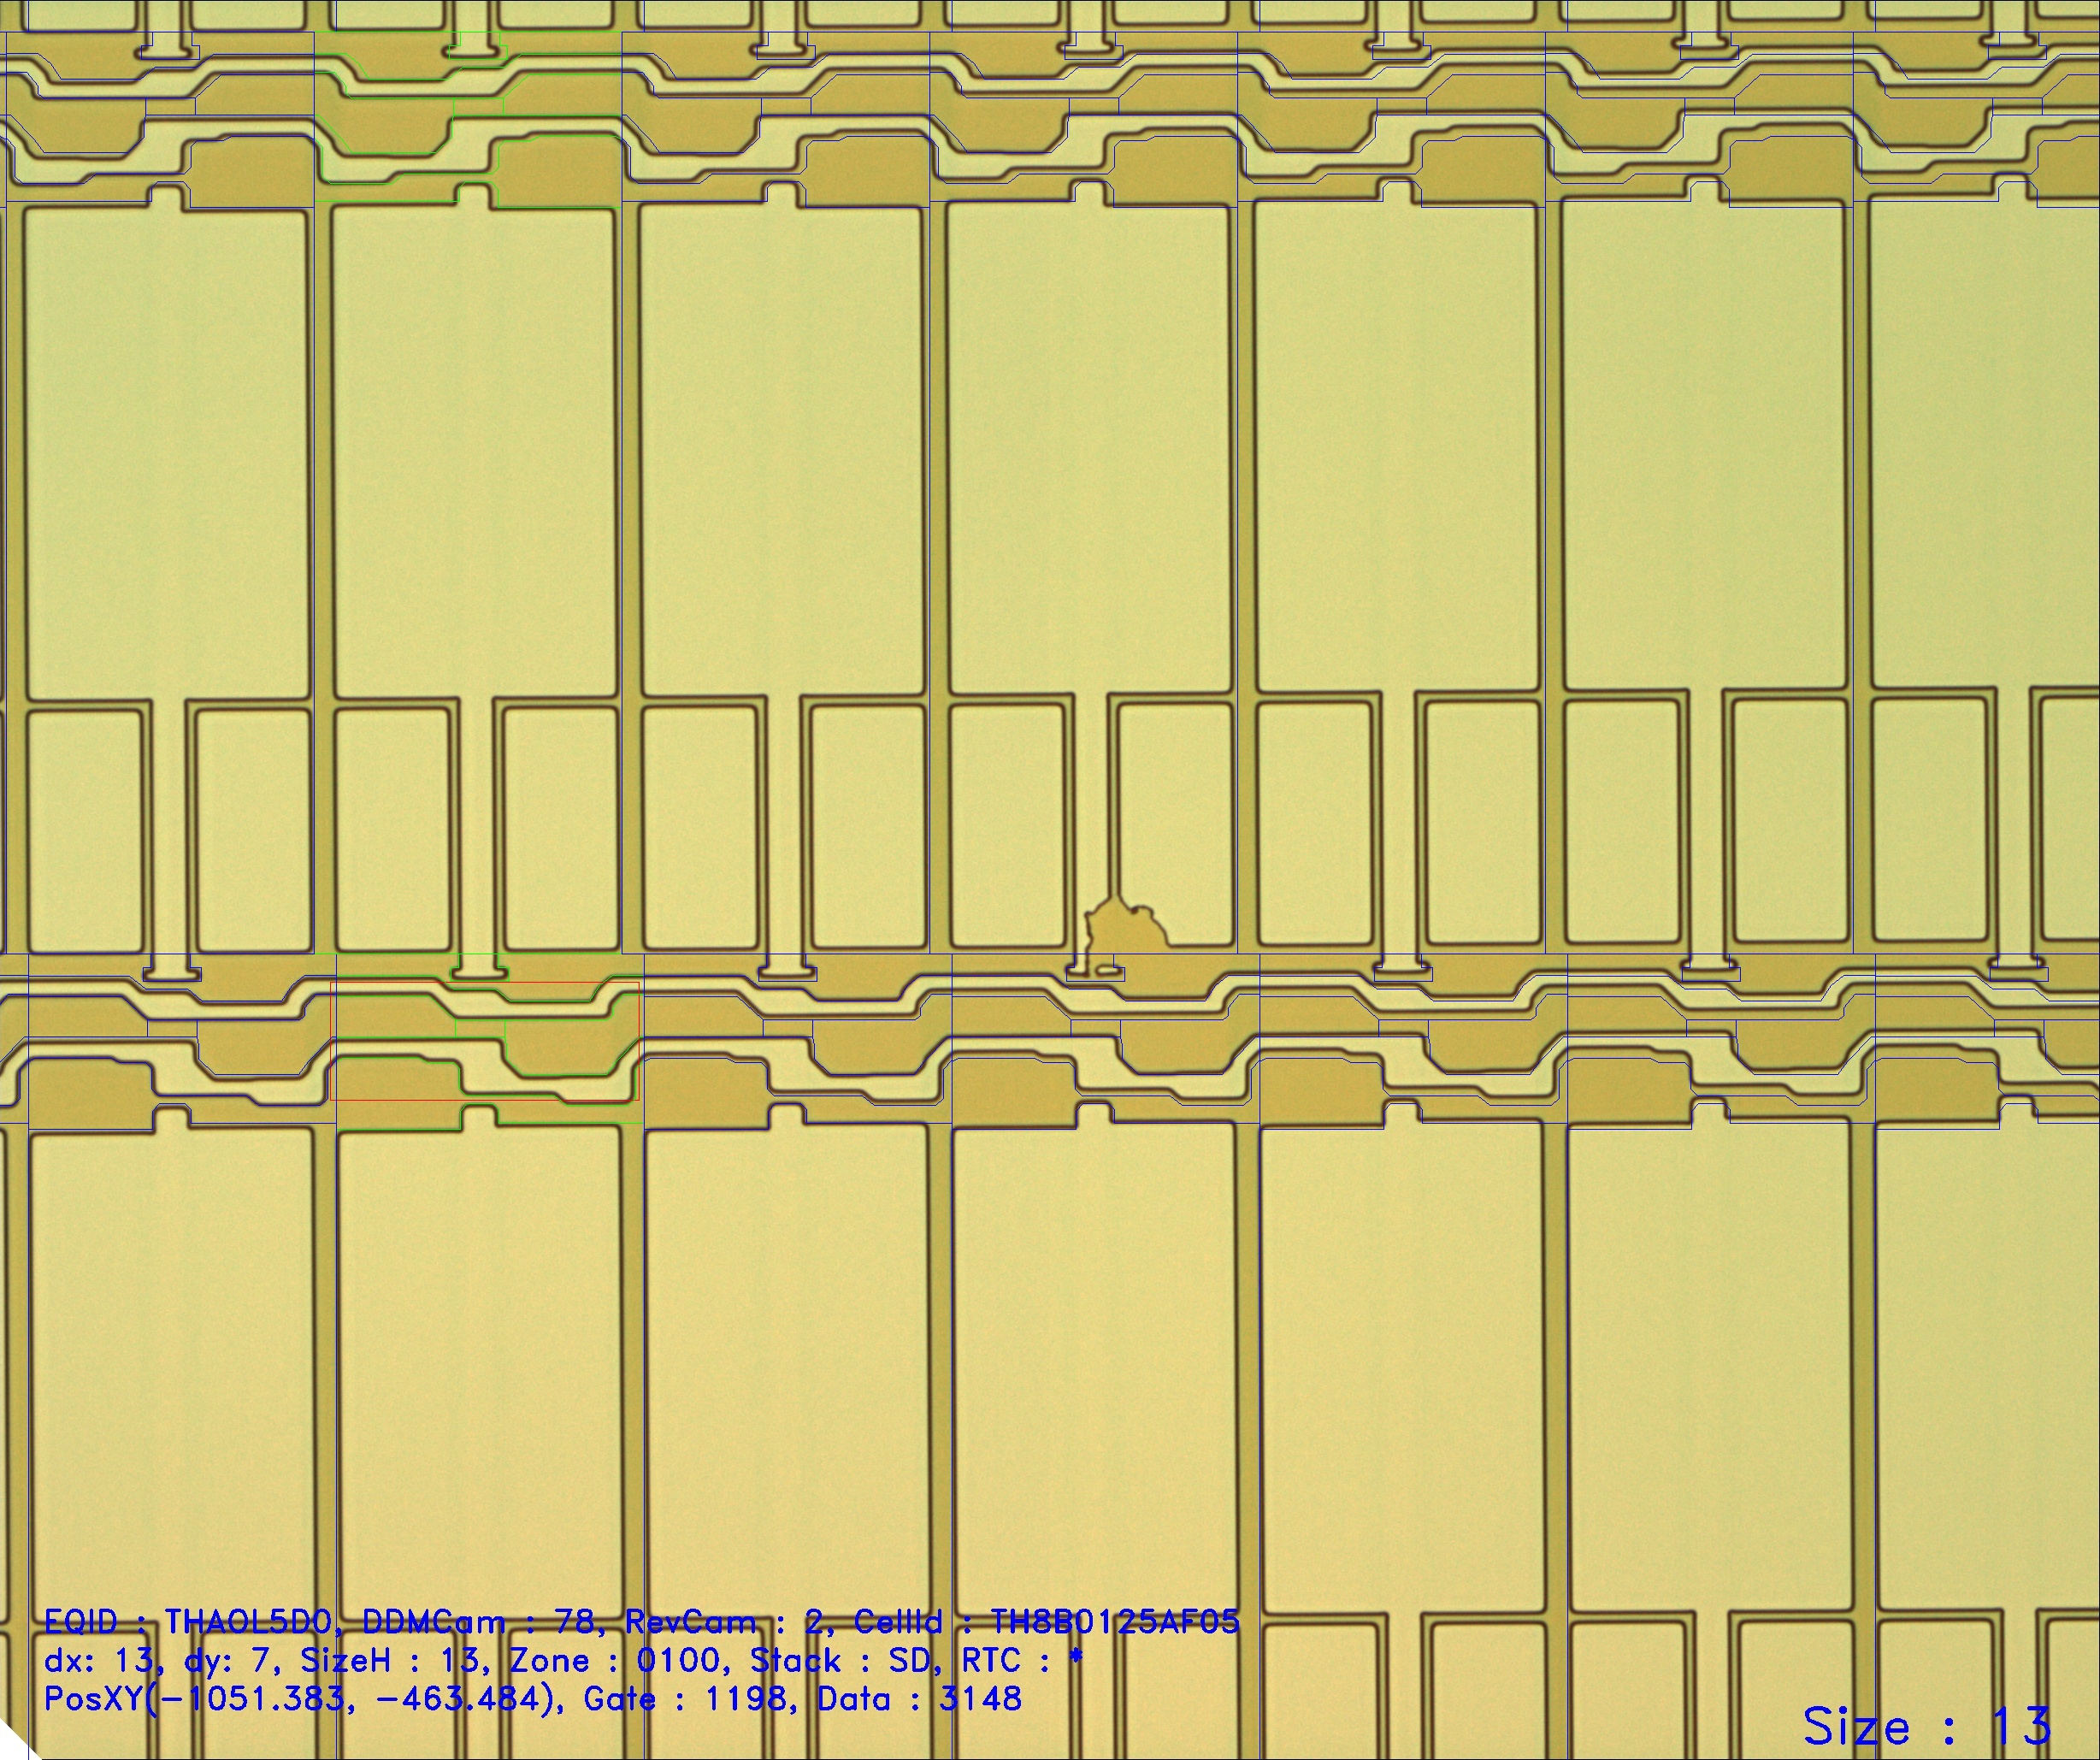 EQID : THAOL5D0, DDMCam : 78, RevCam : 2, CellId : TH8B0125AF05
dx: 13, dy: 7, SizeH : 13, Zone : 0100, Stack : SD, RTC : *
PosXY(-1051.383, -463.484), Gate : 1198, Data : 3148
Size : 13